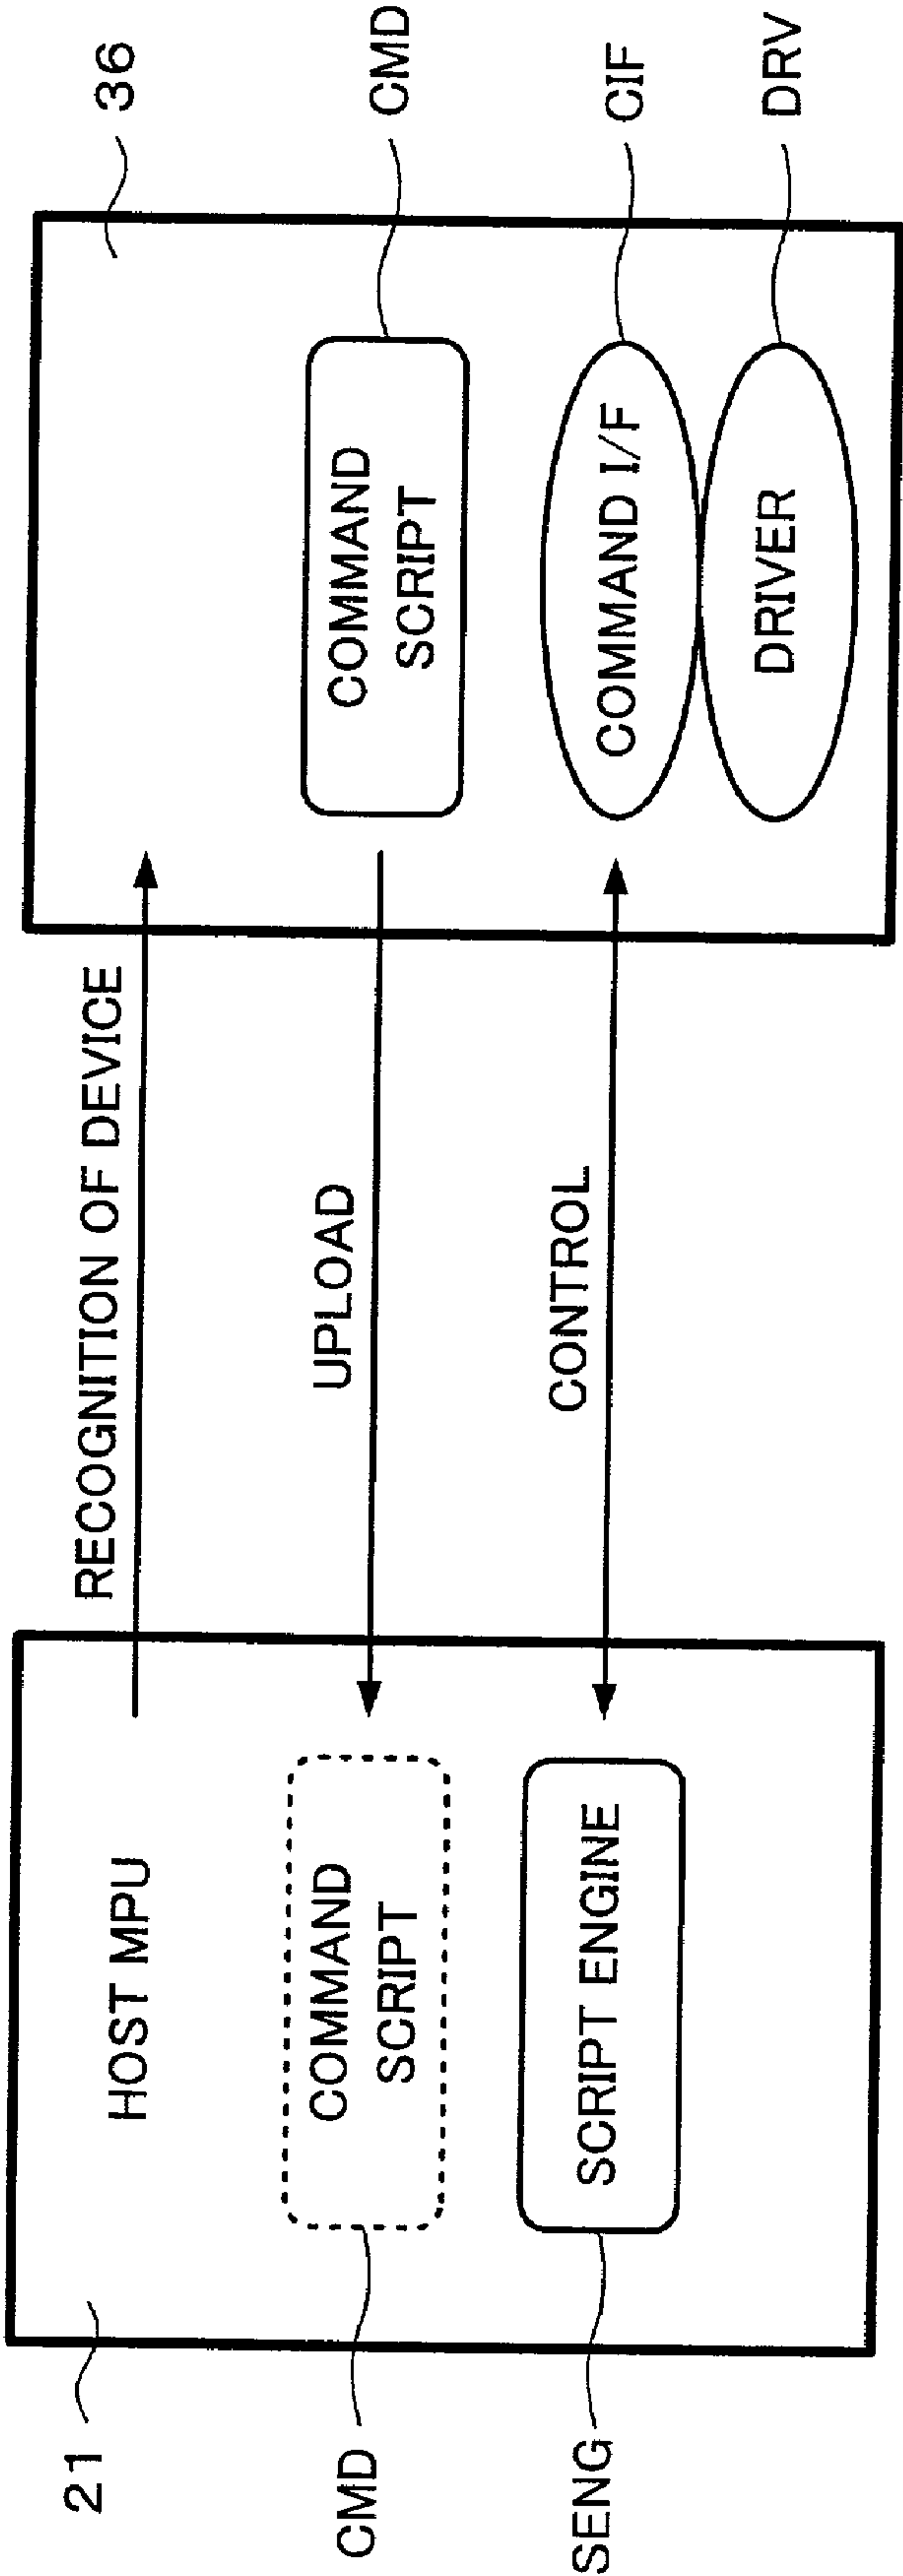 21
HOST MPU
RECOGNITION OF DEVICE
36
CMD
COMMAND
SCRIPT
UPLOAD
COMMAND
SCRIPT
CMD
SENG
SCRIPT ENGINE
CONTROL
COMMAND I/F
CIF
DRIVER
DRV